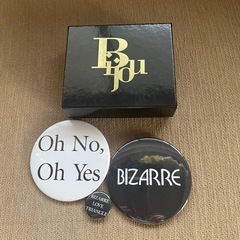 Bijou
Oh No,
Oh Yes
BIZARRE
BIZARRE
LOVE
TRIANGLE